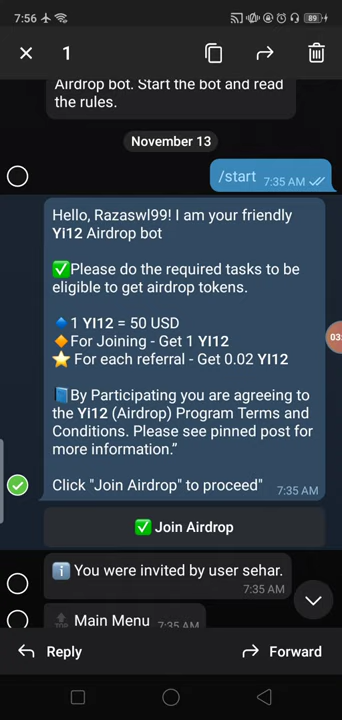 7:56
89
1
Airdrop bot. Start the bot and read
the rules.
November 13
/start 7:35 AM
Hello, Razaswl99! I am your friendly
YI12 Airdrop bot
✅Please do the required tasks to be
eligible to get airdrop tokens.
🔹1 YI12 = 50 USD
🔸For Joining - Get 1 YI12
⭐ For each referral - Get 0.02 YI12
📘By Participating you are agreeing to
the Yi12 (Airdrop) Program Terms and
Conditions. Please see pinned post for
more information.”
Click "Join Airdrop" to proceed"
7:35 AM
✅ Join Airdrop
ℹ️ You were invited by user sehar.
7:35 AM
🔝 Main Menu 7:35 AM
Reply
Forward